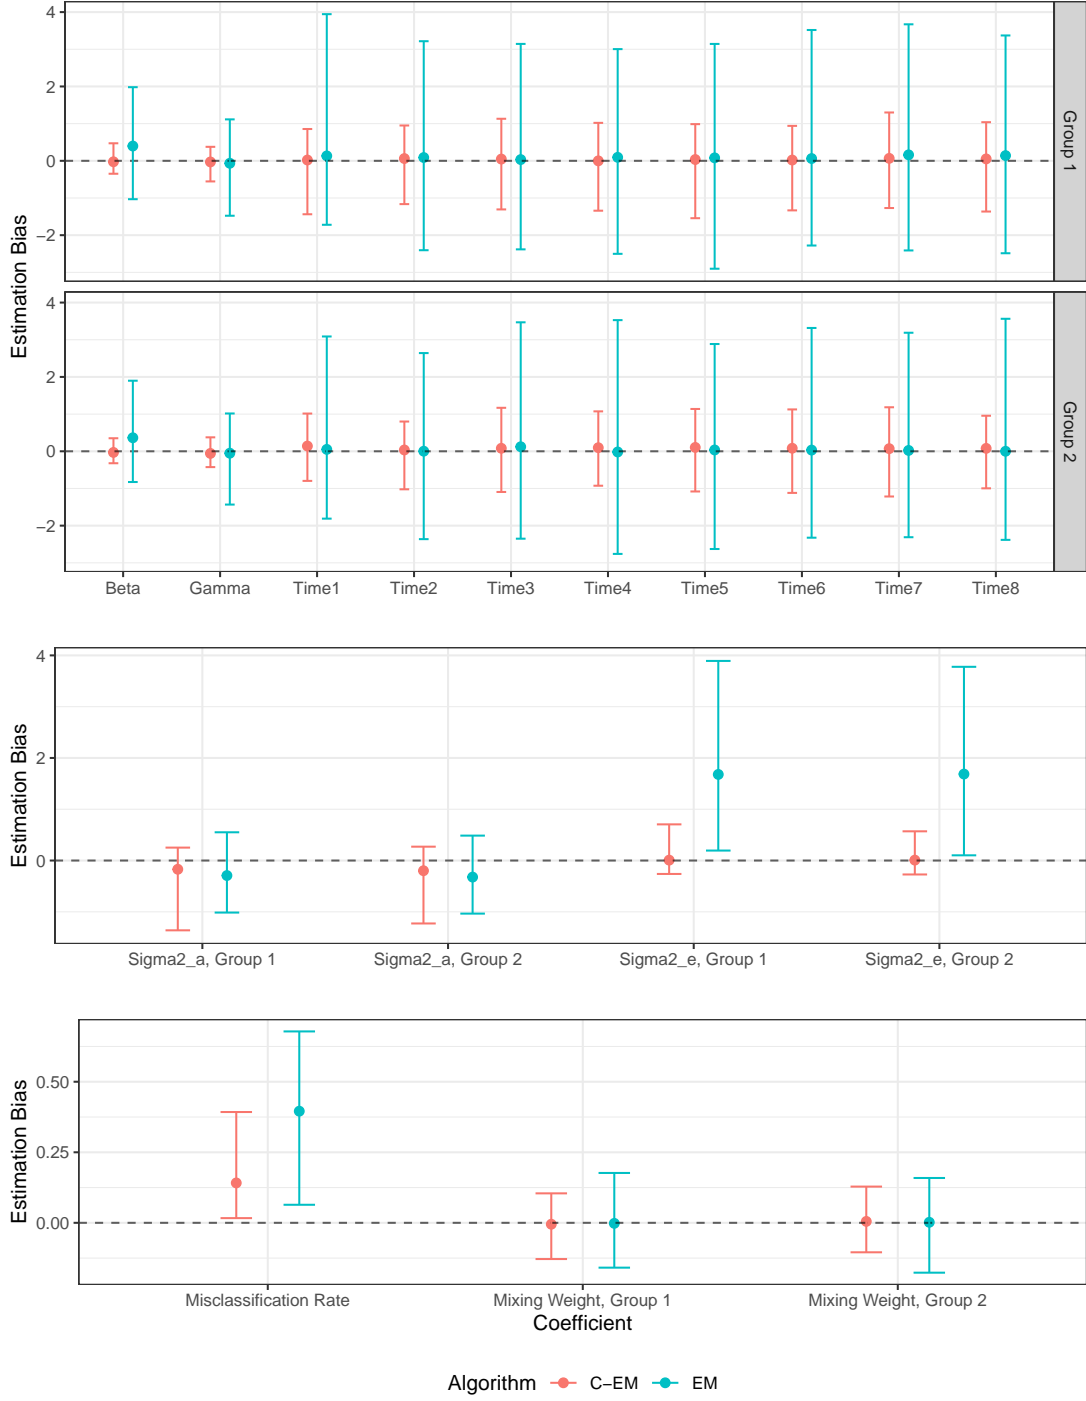 4
2
0
−2
Group 1
Estimation Bias
4
2
0
−2
Group 2
Beta Gamma Time1 Time2 Time3 Time4 Time5 Time6 Time7 Time8
4
2
0
Estimation Bias
Sigma2_a, Group 1 Sigma2_a, Group 2 Sigma2_e, Group 1 Sigma2_e, Group 2
0.50
0.25
0.00
Estimation Bias
Misclassification Rate Mixing Weight, Group 1 Mixing Weight, Group 2
Coefficient
Algorithm C−EM EM